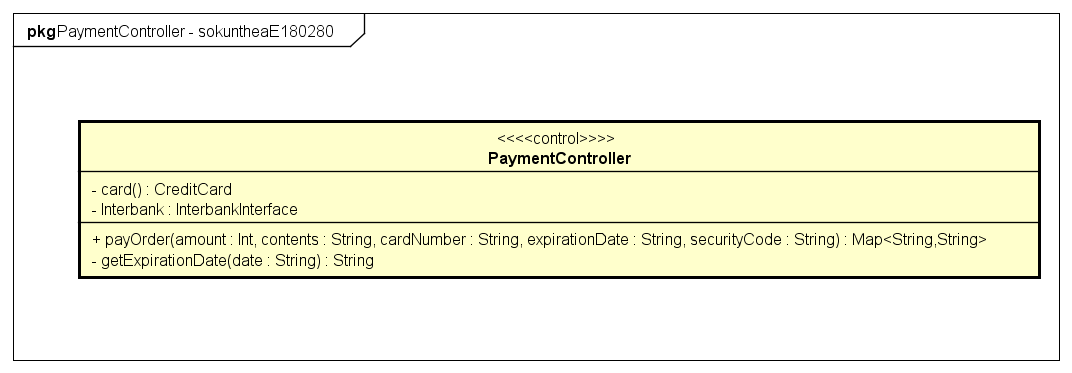 pkg PaymentController - sokuntheaE180280
<<<<control>>>>
PaymentController
- card() : CreditCard
- Interbank : InterbankInterface
+ payOrder(amount : Int, contents : String, cardNumber : String, expirationDate : String, securityCode : String) : Map<String,String>
- getExpirationDate(date : String) : String